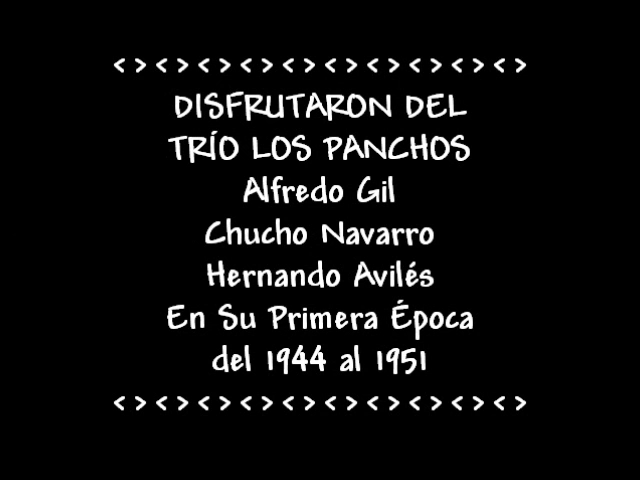 <><><><><><><><><><>
DISFRUTARON DEL
TRÍO LOS PANCHOS
Alfredo Gil
Chucho Navarro
Hernando Avilés
En Su Primera Época
del 1944 al 1951
<><><><><><><><><><>